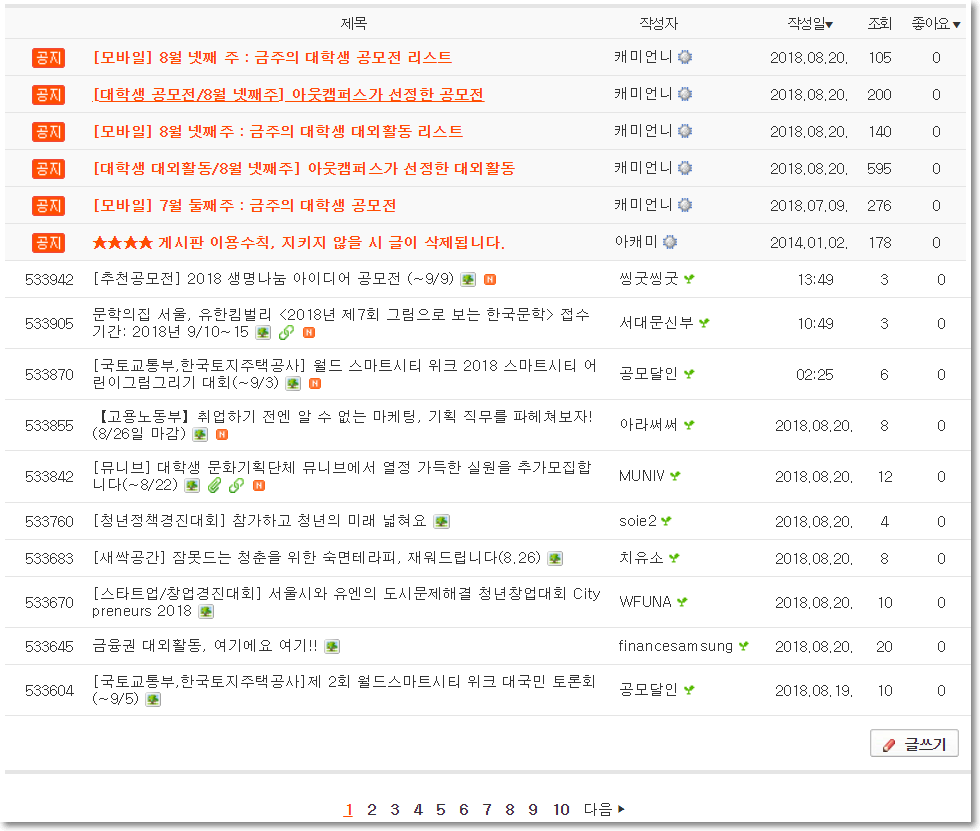 제목 작성자 작성일▼ 조회 좋아요▼
공지 [모바일] 8월 넷째 주 : 금주의 대학생 공모전 리스트 캐미언니 2018.08.20. 105 0
공지 [대학생 공모전/8월 넷째주] 아웃캠퍼스가 선정한 공모전 캐미언니 2018.08.20. 200 0
공지 [모바일] 8월 넷째주 : 금주의 대학생 대외활동 리스트 캐미언니 2018.08.20. 140 0
공지 [대학생 대외활동/8월 넷째주] 아웃캠퍼스가 선정한 대외활동 캐미언니 2018.08.20. 595 0
공지 [모바일] 7월 둘째주 : 금주의 대학생 공모전 캐미언니 2018.07.09. 276 0
공지 ★★★★ 게시판 이용수칙, 지키지 않을 시 글이 삭제됩니다. 아캐미 2014.01.02. 178 0
533942 [추천공모전] 2018 생명나눔 아이디어 공모전 (~9/9) N 씽굿씽굿 13:49 3 0
533905 문학의집 서울, 유한킴벌리 <2018년 제7회 그림으로 보는 한국문학> 접수
기간: 2018년 9/10~15 N 서대문신부 10:49 3 0
533870 [국토교통부,한국토지주택공사] 월드 스마트시티 위크 2018 스마트시티 어
린이그림그리기 대회(~9/3) N 공모달인 02:25 6 0
533855 【고용노동부】취업하기 전엔 알 수 없는 마케팅, 기획 직무를 파헤쳐보자!
(8/26일 마감) N 아라써써 2018.08.20. 8 0
533842 [뮤니브] 대학생 문화기획단체 뮤니브에서 열정 가득한 실원을 추가모집합
니다(~8/22) N MUNIV 2018.08.20. 12 0
533760 [청년정책경진대회] 참가하고 청년의 미래 넓혀요 soie2 2018.08.20. 4 0
533683 [새싹공간] 잠못드는 청춘을 위한 숙면테라피, 재워드립니다(8.26) 치유소 2018.08.20. 8 0
533670 [스타트업/창업경진대회] 서울시와 유엔의 도시문제해결 청년창업대회 City
preneurs 2018 WFUNA 2018.08.20. 10 0
533645 금융권 대외활동, 여기에요 여기!! financesamsung 2018.08.20. 20 0
533604 [국토교통부,한국토지주택공사]제 2회 월드스마트시티 위크 대국민 토론회
(~9/5) 공모달인 2018.08.19. 10 0
글쓰기
1 2 3 4 5 6 7 8 9 10 다음 ▶